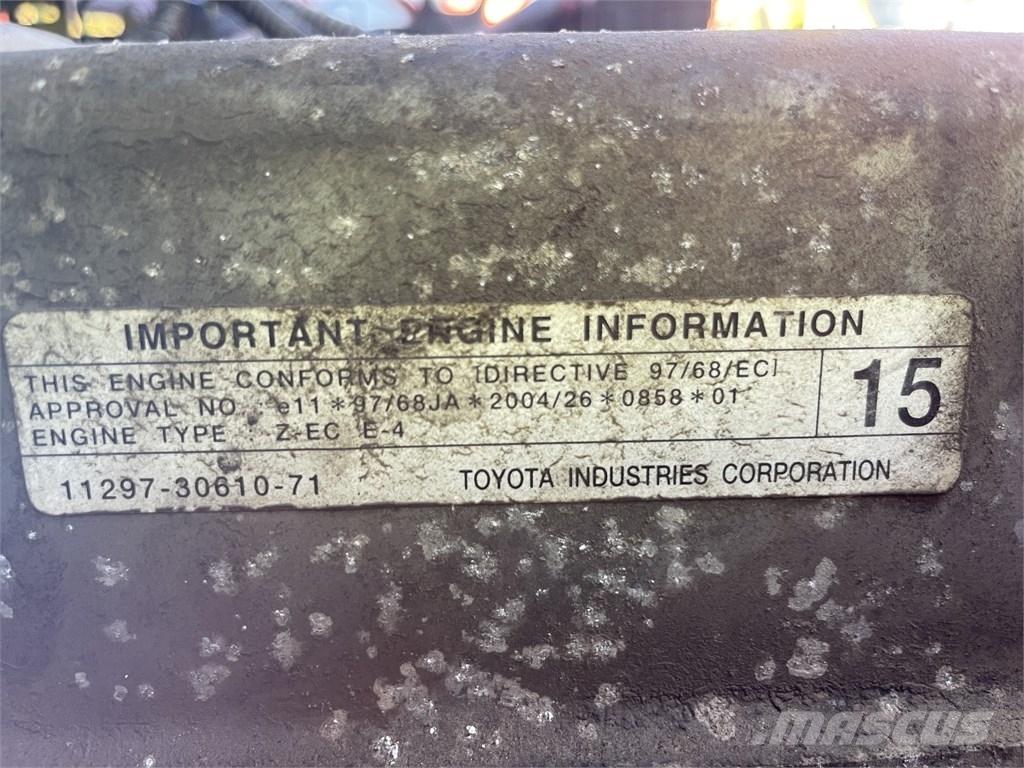 IMPORTANT ENGINE INFORMATION
THIS ENGINE CONFORMS TO [DIRECTIVE 97/68/EC]
APPROVAL NO. : e11*97/68JA*2004/26*0858*01
ENGINE TYPE : Z-EC E-4
15
11297-30610-71 TOYOTA INDUSTRIES CORPORATION
MASCUS